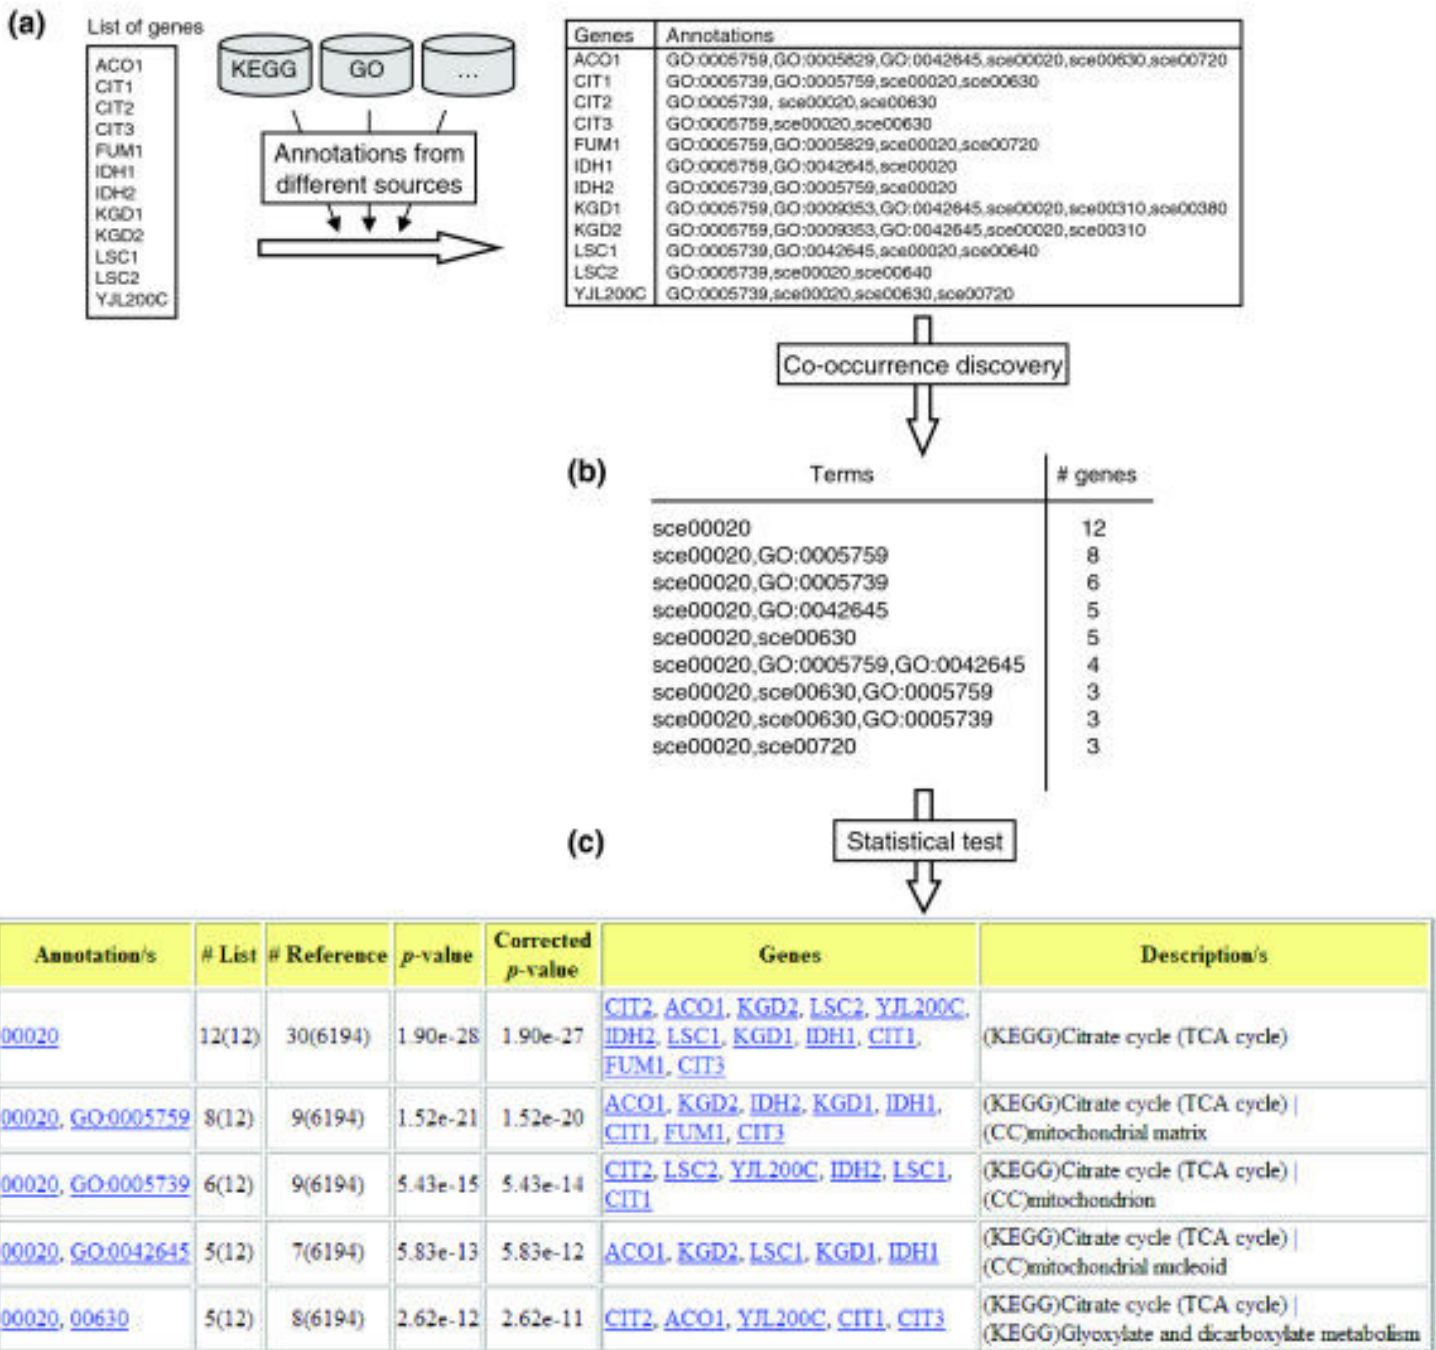 (a)
List of genes
ACO1
CIT1
CIT2
CIT3
FUM1
IDH1
IDH2
KGD1
KGD2
LSC1
LSC2
YJL200C
KEGG GO ...
Annotations from
different sources
Genes Annotations
ACO1 GO:0005759,GO:0005829,GO:0042645,sce00020,sce00630,sce00720
CIT1 GO:0005739,GO:0005759,sce00020,sce00630
CIT2 GO:0005739, sce00020,sce00630
CIT3 GO:0005759,sce00020,sce00630
FUM1 GO:0005759,GO:0005829,sce00020,sce00720
IDH1 GO:0005759,GO:0042645,sce00020
IDH2 GO:0005739,GO:0005759,sce00020
KGD1 GO:0005759,GO:0009353,GO:0042645,sce00020,sce00310,sce00380
KGD2 GO:0005759,GO:0009353,GO:0042645,sce00020,sce00310
LSC1 GO:0005739,GO:0042645,sce00020,sce00640
LSC2 GO:0005739,sce00020,sce00640
YJL200C GO:0005739,sce00020,sce00630,sce00720
Co-occurrence discovery
(b)
Terms # genes
sce00020 12
sce00020,GO:0005759 8
sce00020,GO:0005739 6
sce00020,GO:0042645 5
sce00020,sce00630 5
sce00020,GO:0005759,GO:0042645 4
sce00020,sce00630,GO:0005759 3
sce00020,sce00630,GO:0005739 3
sce00020,sce00720 3
(c)
Statistical test
Annotation/s # List # Reference p-value Corrected p-value Genes Description/s
00020 12(12) 30(6194) 1.90e-28 1.90e-27 CIT2, ACO1, KGD2, LSC2, YJL200C,
IDH2, LSC1, KGD1, IDH1, CIT1,
FUM1, CIT3
(KEGG)Citrate cycle (TCA cycle)
00020, GO:0005759 8(12) 9(6194) 1.52e-21 1.52e-20 ACO1, KGD2, IDH2, KGD1, IDH1,
CIT1, FUM1, CIT3
(KEGG)Citrate cycle (TCA cycle) |
(CC)mitochondrial matrix
00020, GO:0005739 6(12) 9(6194) 5.43e-15 5.43e-14 CIT2, LSC2, YJL200C, IDH2, LSC1,
CIT1
(KEGG)Citrate cycle (TCA cycle) |
(CC)mitochondrion
00020, GO:0042645 5(12) 7(6194) 5.83e-13 5.83e-12 ACO1, KGD2, LSC1, KGD1, IDH1
(KEGG)Citrate cycle (TCA cycle) |
(CC)mitochondrial nucleoid
00020, 00630 5(12) 8(6194) 2.62e-12 2.62e-11 CIT2, ACO1, YJL200C, CIT1, CIT3
(KEGG)Citrate cycle (TCA cycle) |
(KEGG)Glyoxylate and dicarboxylate metabolism